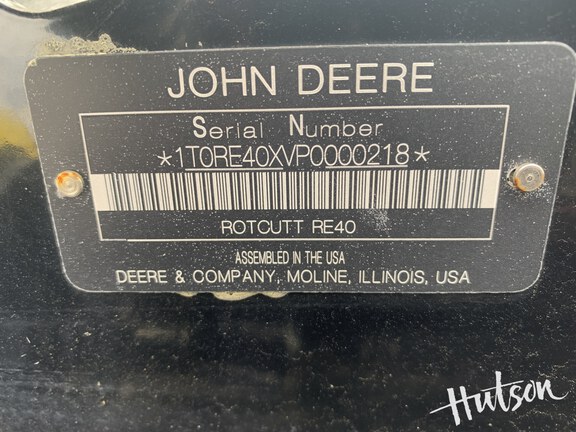 JOHN DEERE
Serial Number
*1T0RE40XVP0000218*
ROTCUTT RE40
ASSEMBLED IN THE USA
DEERE & COMPANY, MOLINE, ILLINOIS, USA
Hutson